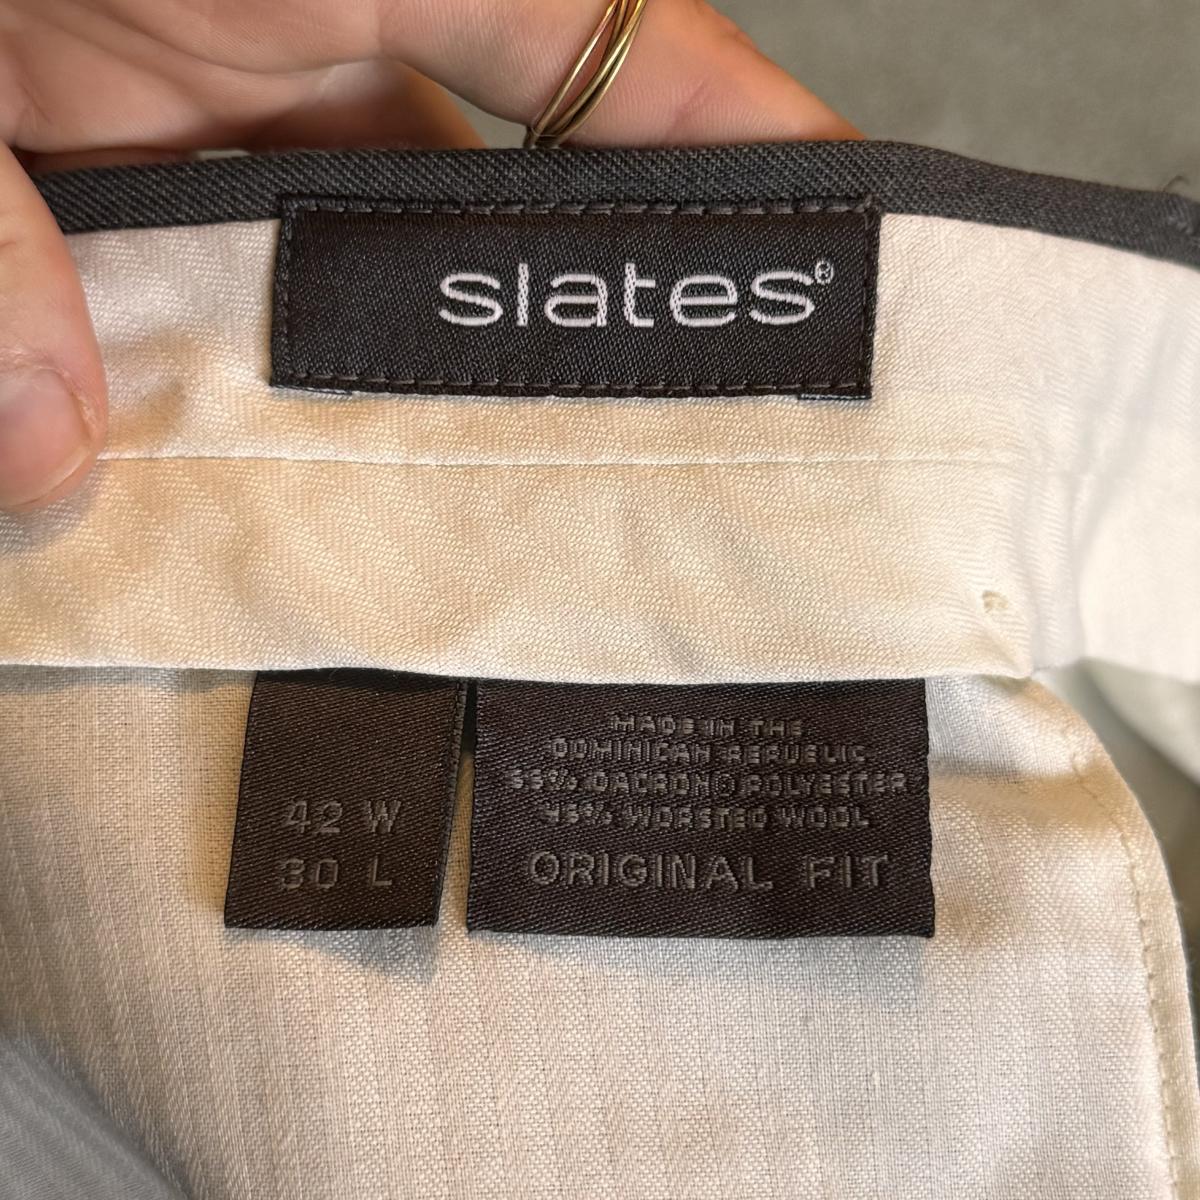 slates®
42 W
30 L
MADE IN THE
DOMINICAN REPUBLIC
55% DACRON® POLYESTER
45% WORSTED WOOL
ORIGINAL FIT